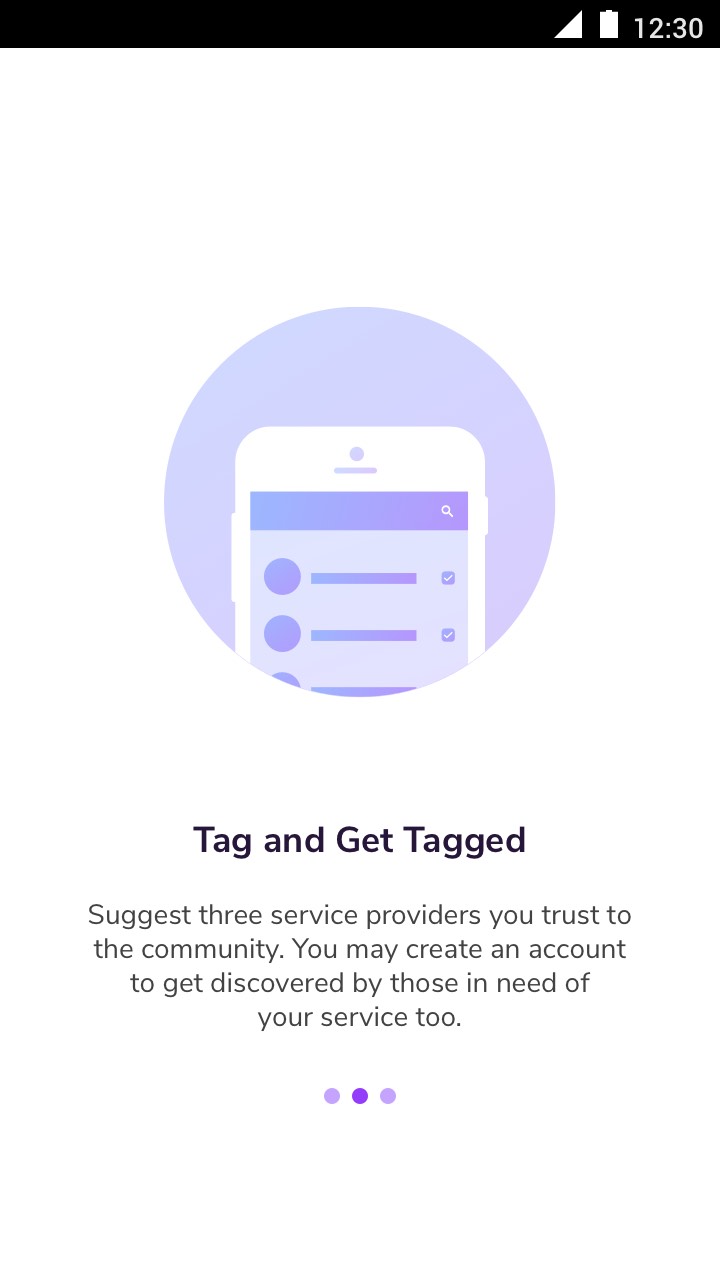 12:30
Tag and Get Tagged
Suggest three service providers you trust to
the community. You may create an account
to get discovered by those in need of
your service too.